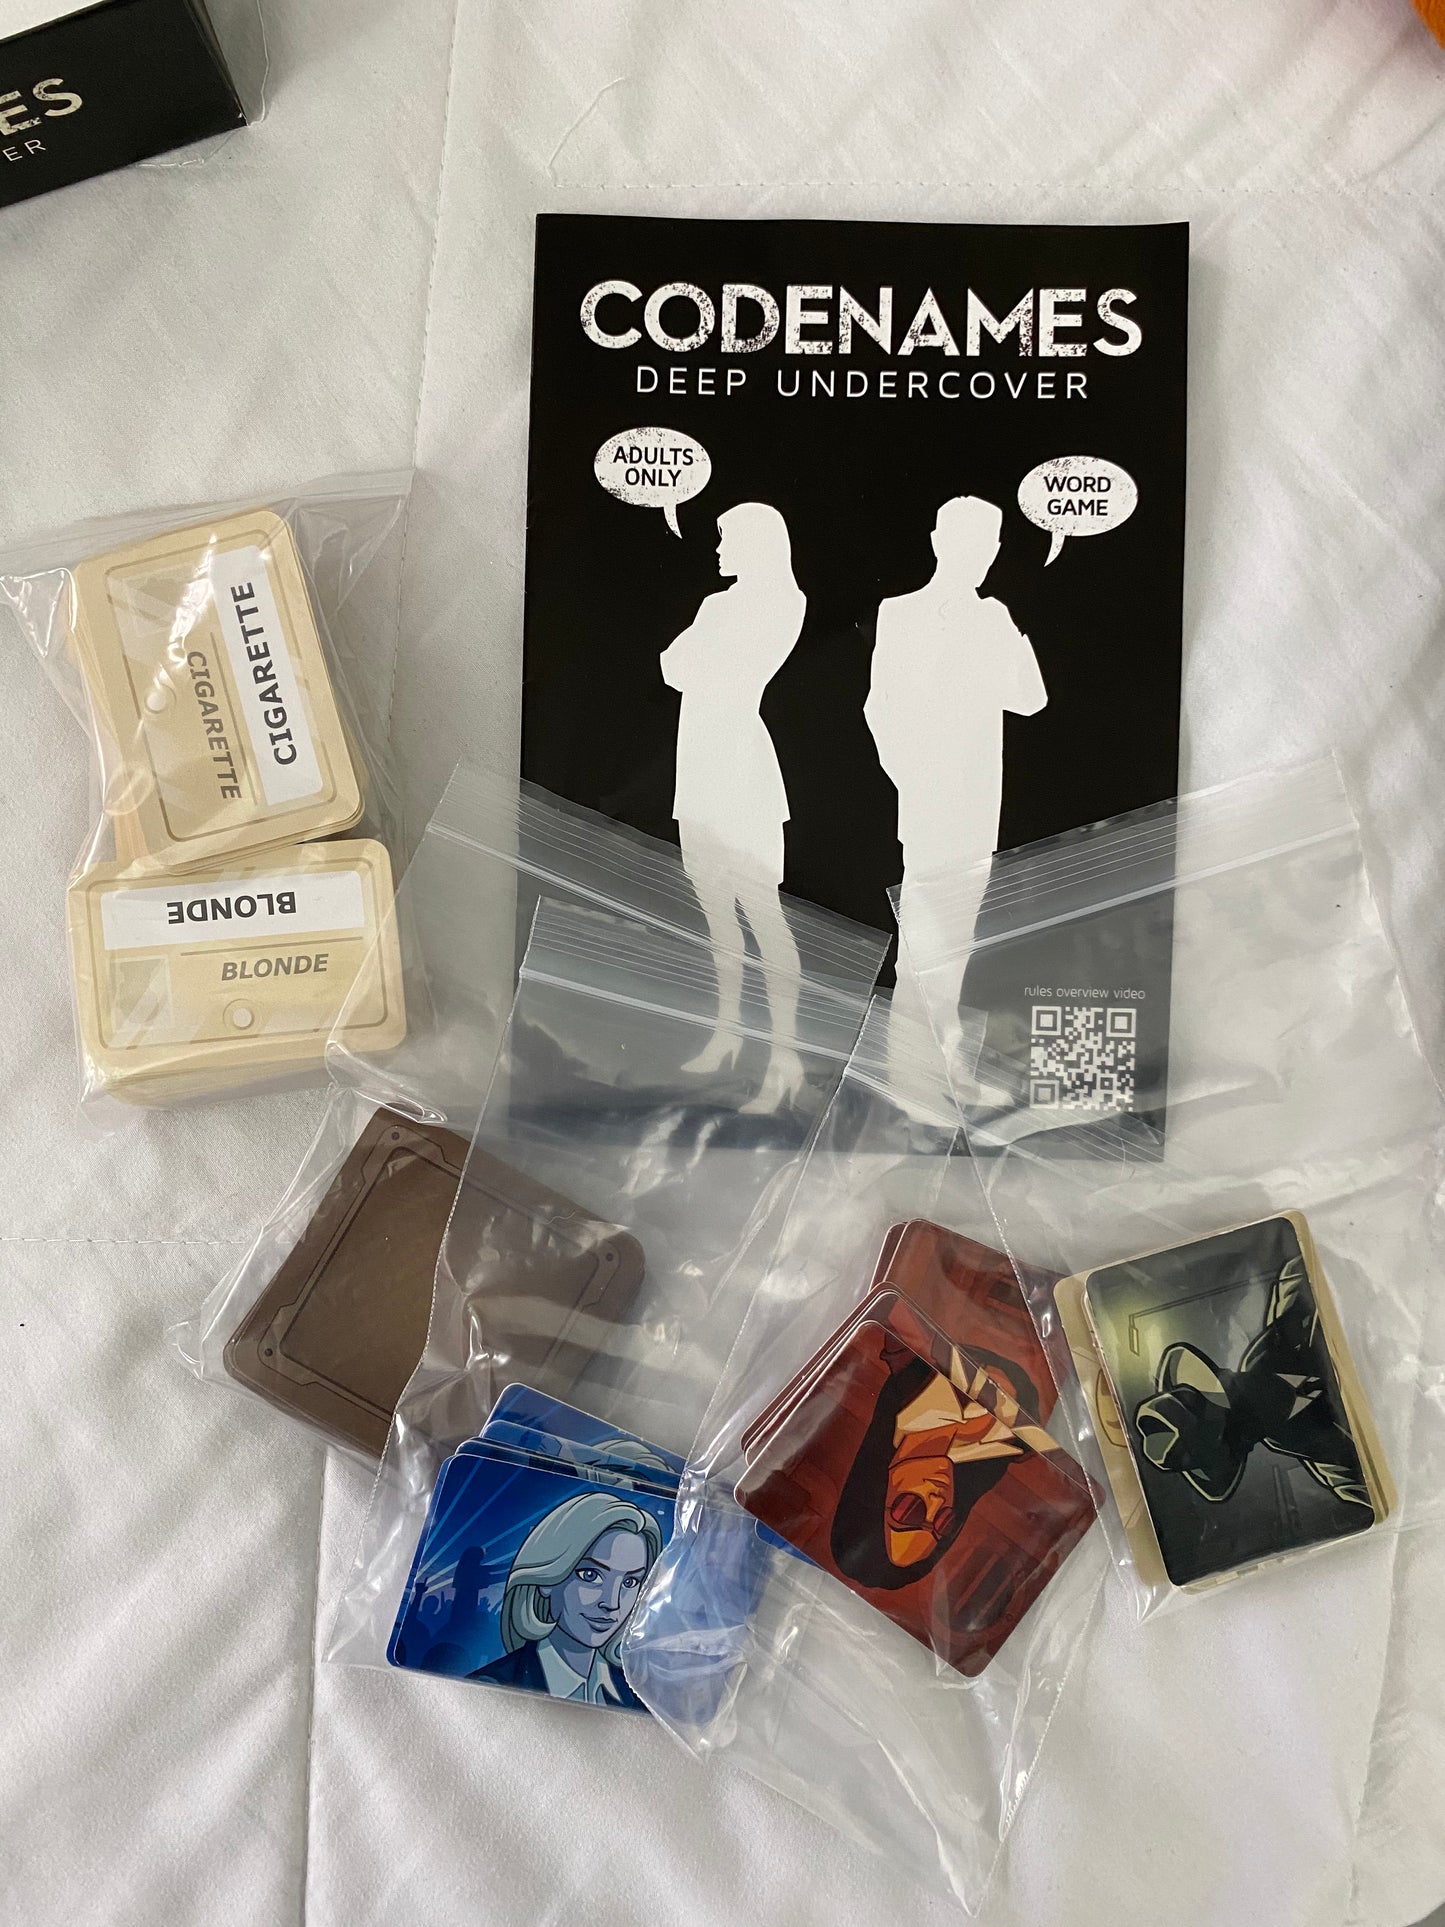 ES
ER
CODENAMES
DEEP UNDERCOVER
ADULTS
ONLY
WORD
GAME
CIGARETTE
CIGARETTE
BLONDE
BLONDE
rules overview video